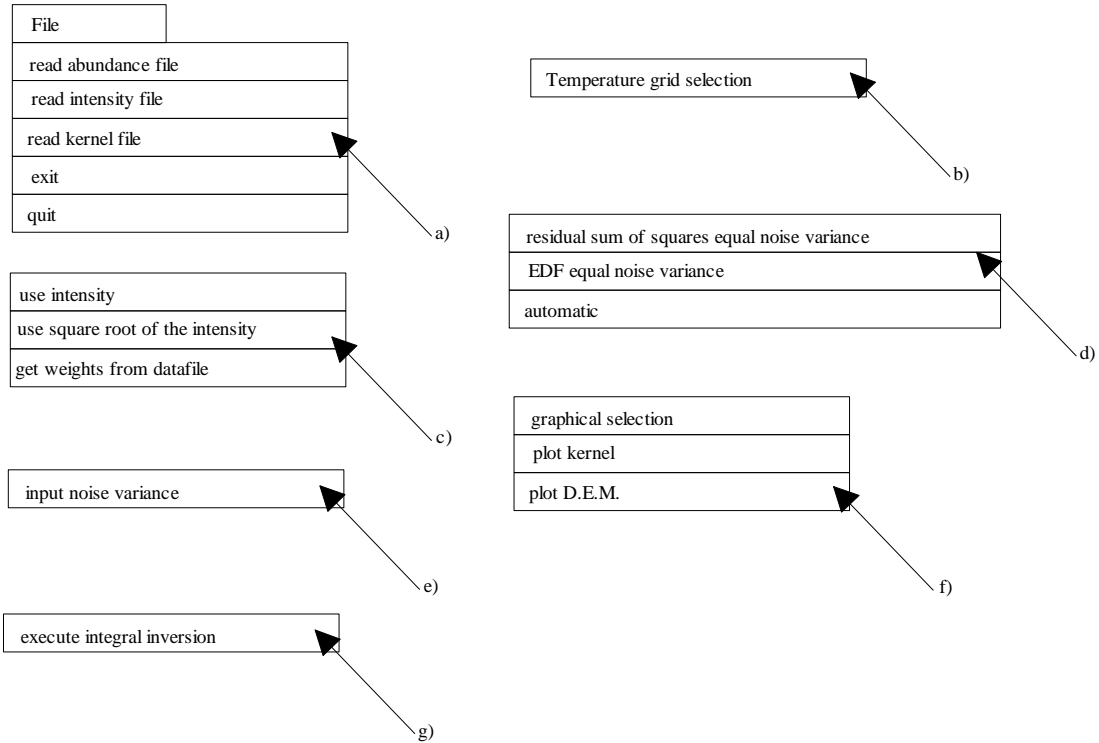 File
read abundance file
read intensity file
read kernel file
exit
quit
a)
Temperature grid selection
b)
use intensity
use square root of the intensity
get weights from datafile
c)
residual sum of squares equal noise variance
EDF equal noise variance
automatic
d)
input noise variance
e)
graphical selection
plot kernel
plot D.E.M.
f)
execute integral inversion
g)